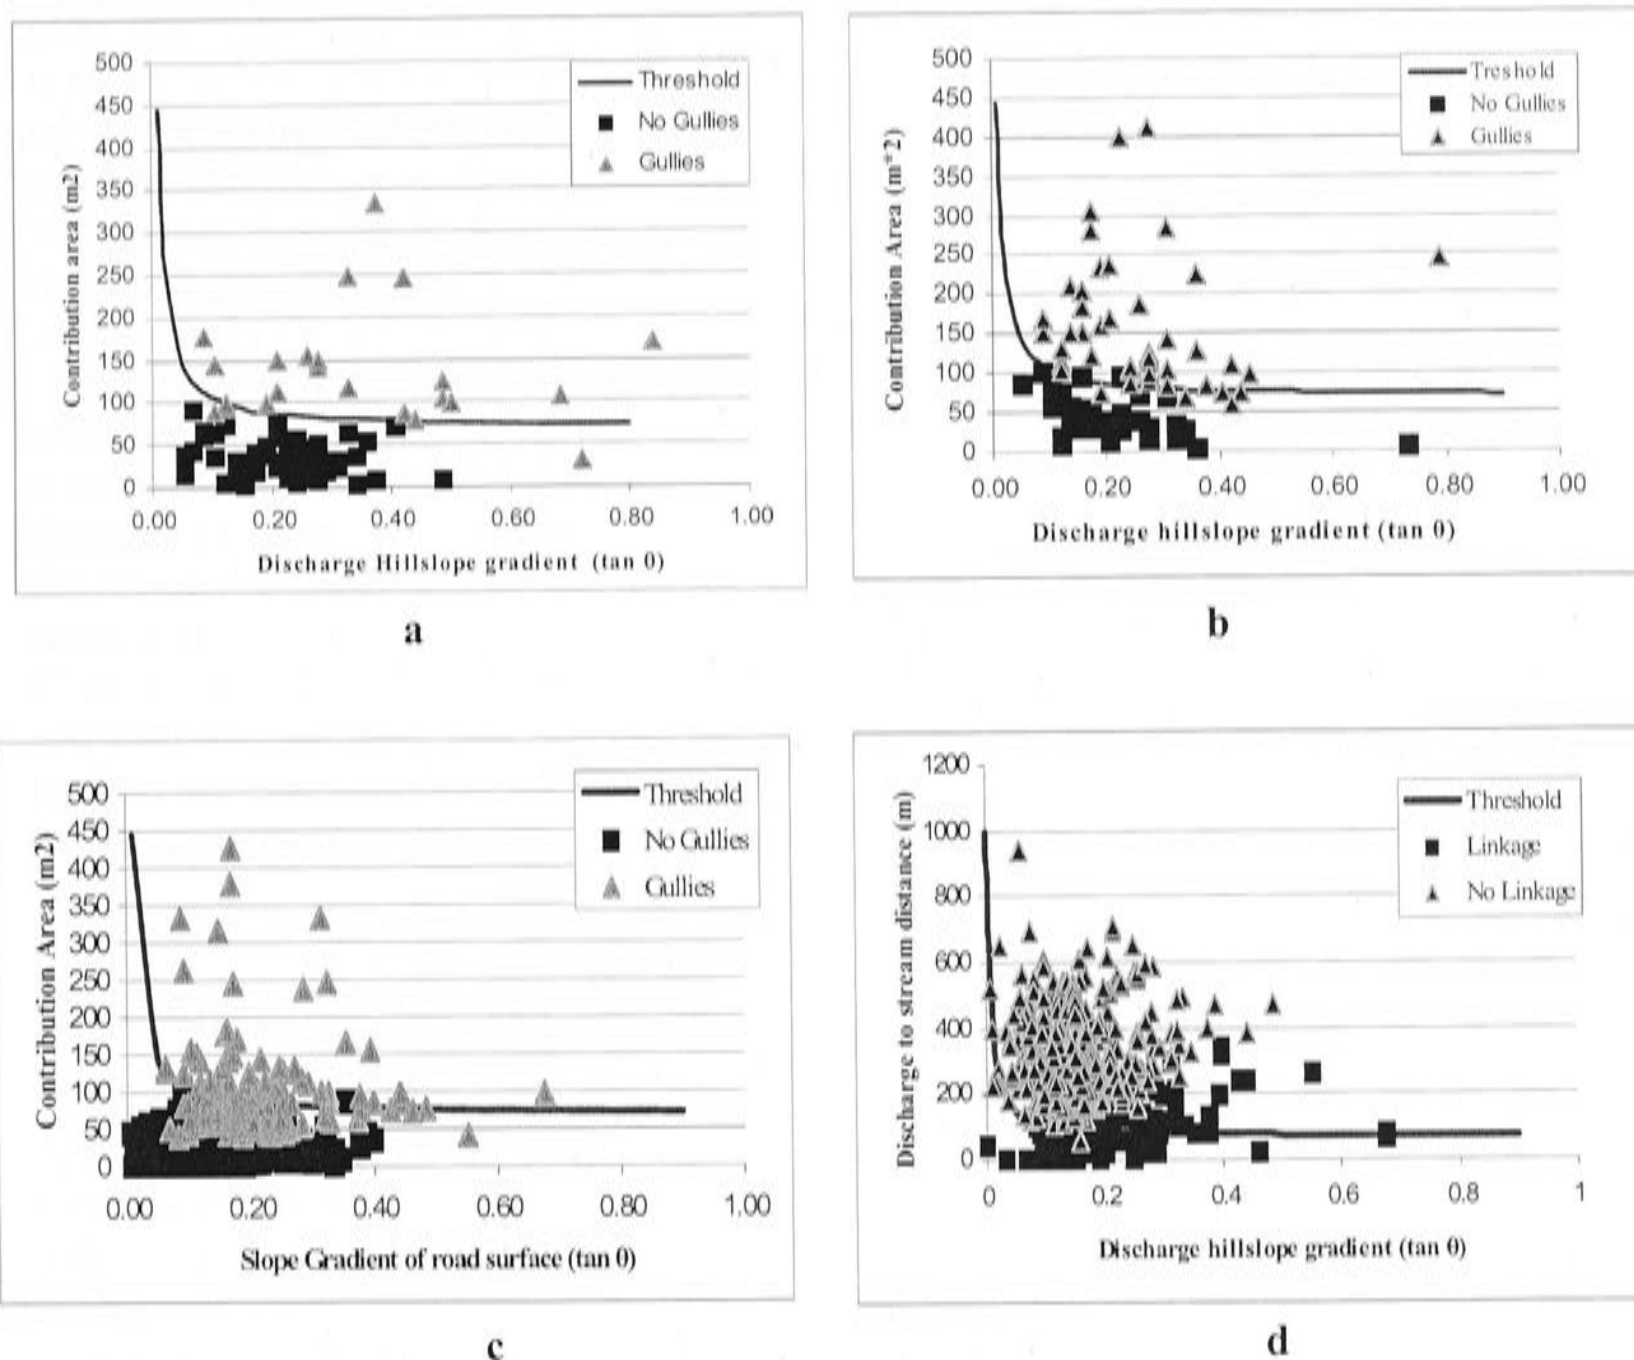 500
450
400
350
300
250
200
150
100
50
0
0.00 0.20 0.40 0.60 0.80 1.00
Contribution area (m2)
Discharge Hillslope gradient (tan θ)
Threshold
No Gullies
Gullies
a
500
450
400
350
300
250
200
150
100
50
0
0.00 0.20 0.40 0.60 0.80 1.00
Contribution Area (m*2)
Discharge hillslope gradient (tan θ)
Treshold
No Gullies
Gullies
b
500
450
400
350
300
250
200
150
100
50
0
0.00 0.20 0.40 0.60 0.80 1.00
Contribution Area (m2)
Slope Gradient of road surface (tan θ)
Threshold
No Gullies
Gullies
c
1200
1000
800
600
400
200
0
0 0.2 0.4 0.6 0.8 1
Discharge to stream distance (m)
Discharge hillslope gradient (tan θ)
Threshold
Linkage
No Linkage
d